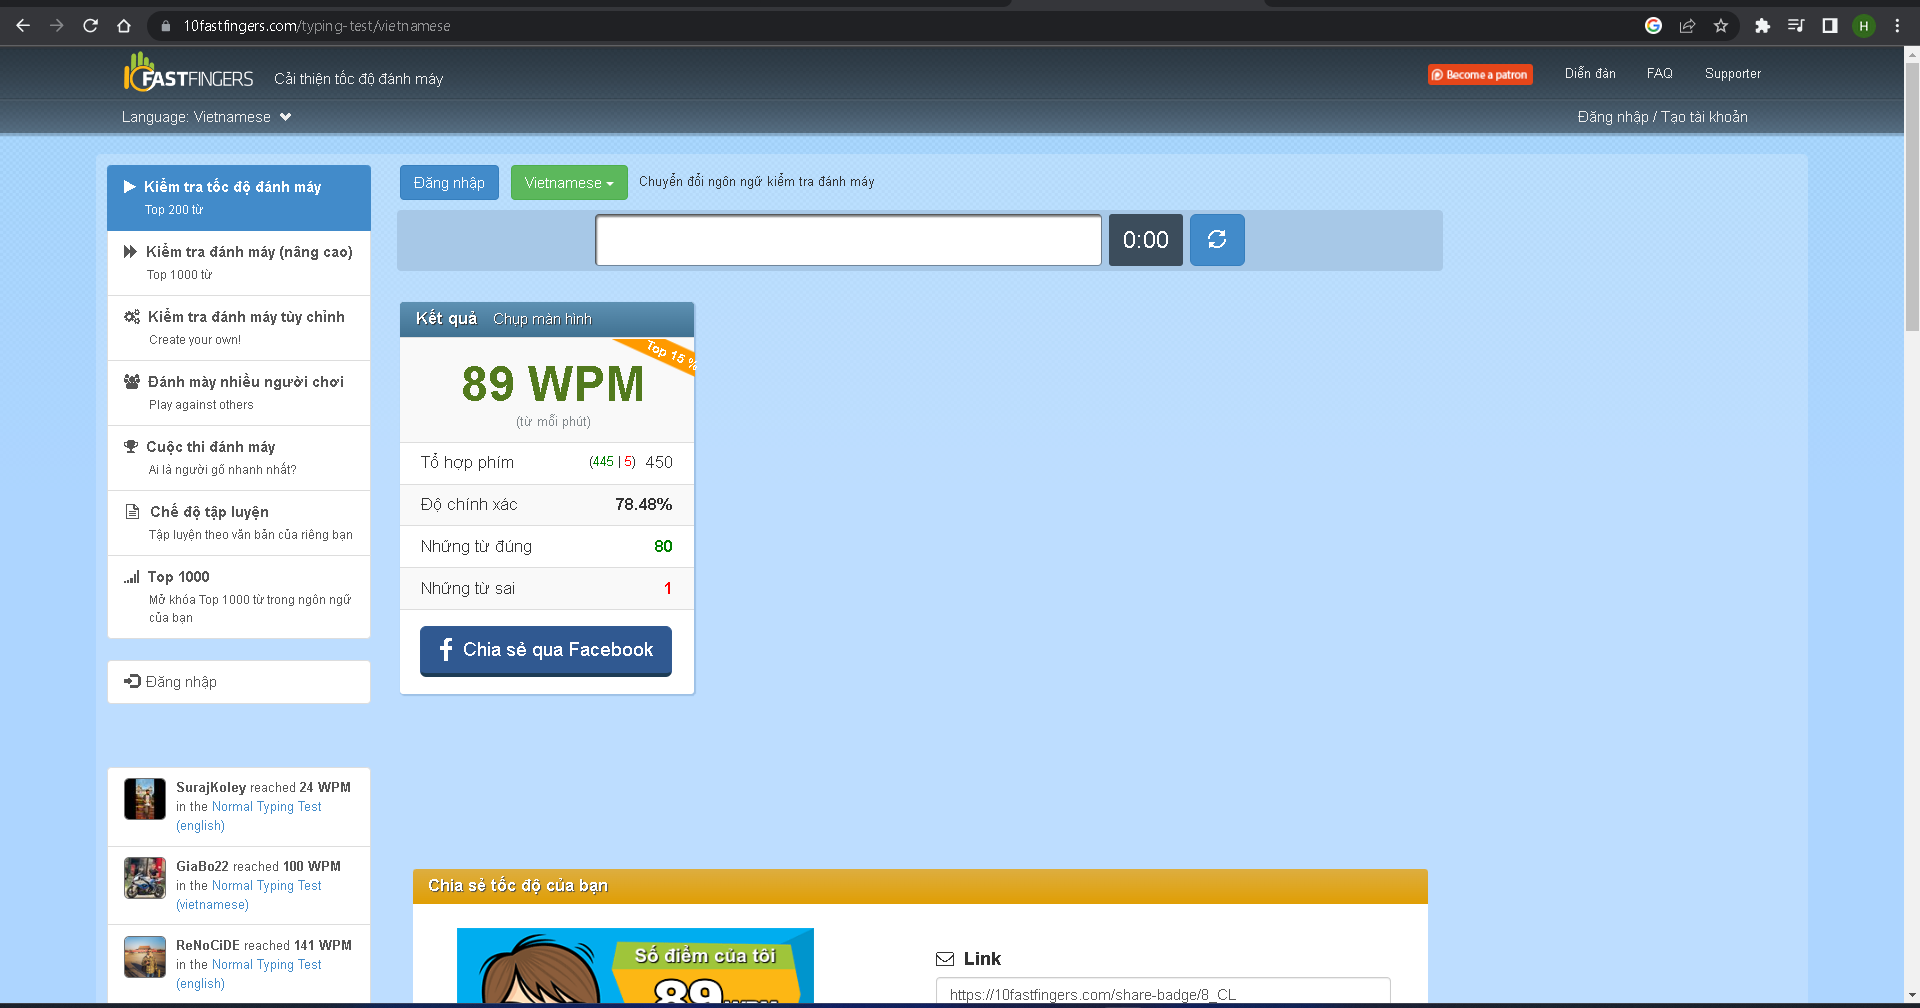 10fastfingers.com/typing-test/vietnamese
H
FASTFINGERS
Cải thiện tốc độ đánh máy
Become a patron
Diễn đàn
FAQ
Supporter
Language: Vietnamese
Đăng nhập / Tạo tài khoản
Kiểm tra tốc độ đánh máy
Top 200 từ
Kiểm tra đánh máy (nâng cao)
Top 1000 từ
Kiểm tra đánh máy tùy chỉnh
Create your own!
Đánh mày nhiều người chơi
Play against others
Cuộc thi đánh máy
Ai là người gõ nhanh nhất?
Chế độ tập luyện
Tập luyện theo văn bản của riêng bạn
Top 1000
Mở khóa Top 1000 từ trong ngôn ngữ
của bạn
Đăng nhập
SurajKoley reached 24 WPM
in the Normal Typing Test
(english)
GiaBo22 reached 100 WPM
in the Normal Typing Test
(vietnamese)
ReNoCiDE reached 141 WPM
in the Normal Typing Test
(english)
Đăng nhập
Vietnamese
Chuyển đổi ngôn ngữ kiểm tra đánh máy
0:00
Kết quả
Chụp màn hình
Top 15 %
89 WPM
(từ mỗi phút)
Tổ hợp phím (445 | 5) 450
Độ chính xác 78.48%
Những từ đúng 80
Những từ sai 1
Chia sẻ qua Facebook
Chia sẻ tốc độ của bạn
Số điểm của tôi
89 WPM
Link
https://10fastfingers.com/share-badge/8_CL